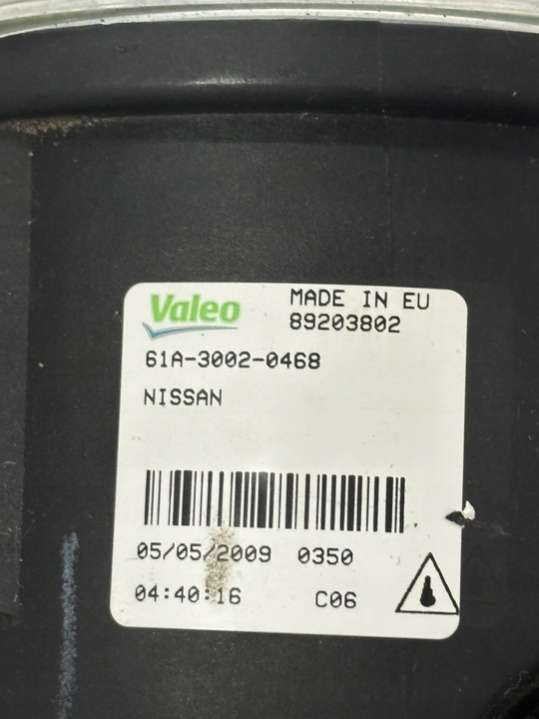 Valeo
MADE IN EU
89203802
61A-3002-0468
NISSAN
05/05/2009 0350
04:40:16 C06